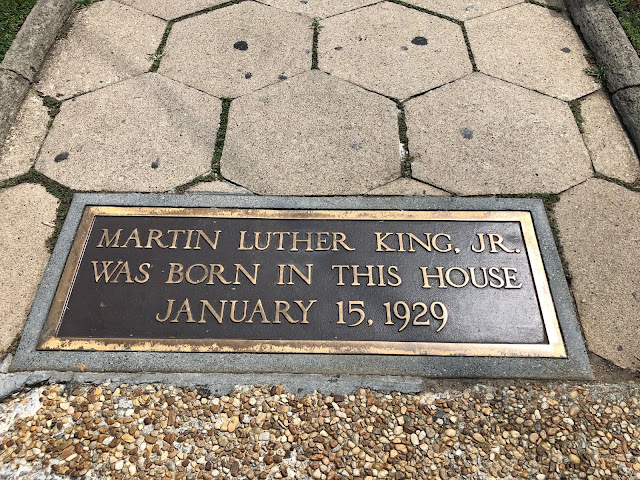 MARTIN LUTHER KING, JR.
WAS BORN IN THIS HOUSE
JANUARY 15, 1929